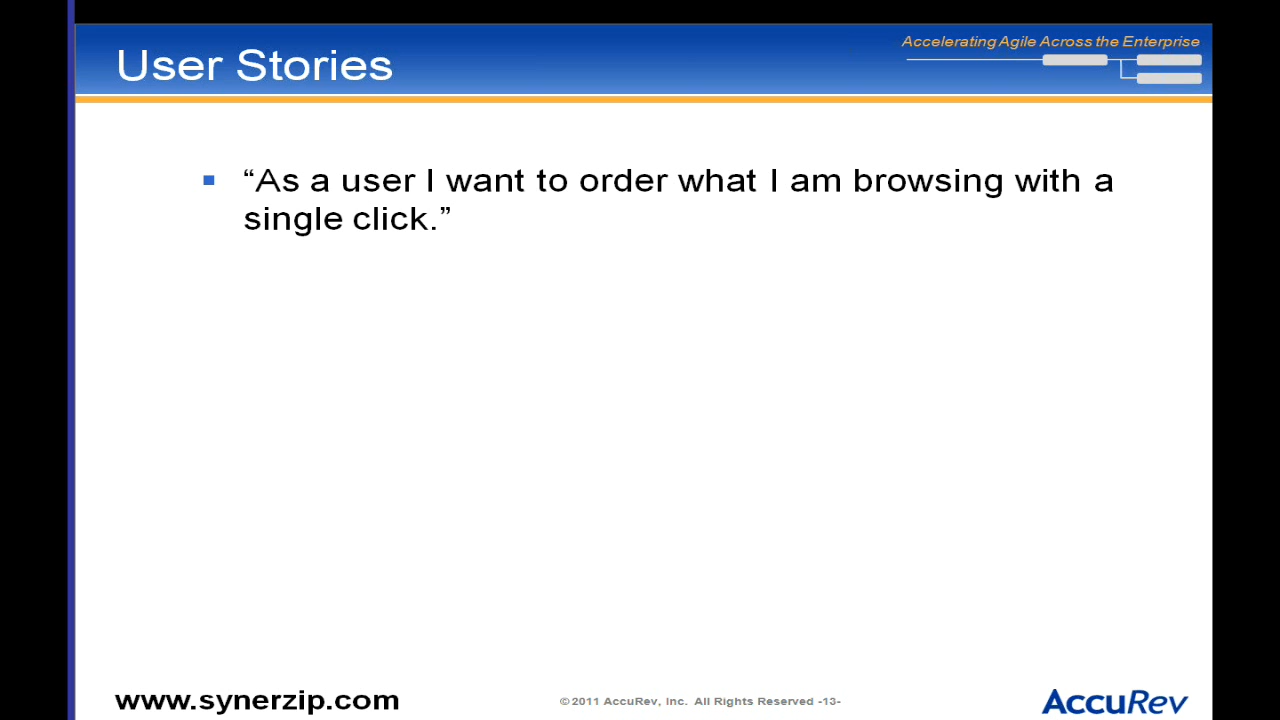 Accelerating Agile Across the Enterprise
User Stories
“As a user I want to order what I am browsing with a
single click.”
www.synerzip.com
©2011 AccuRev, Inc. All Rights Reserved -13-
AccuRev